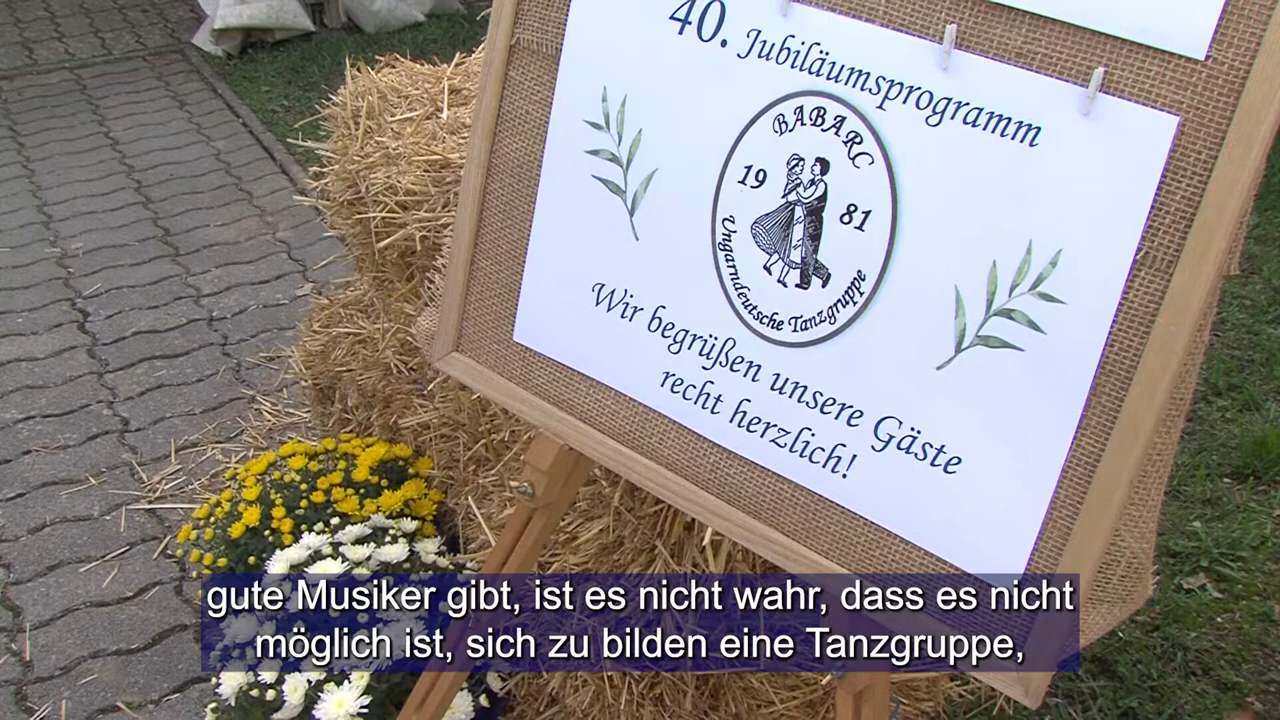 40. Jubiläumsprogramm
BABARC
19 81
Ungarndeutsche Tanzgruppe
Wir begrüßen unsere Gäste
recht herzlich!
gute Musiker gibt, ist es nicht wahr, dass es nicht
möglich ist, sich zu bilden eine Tanzgruppe,